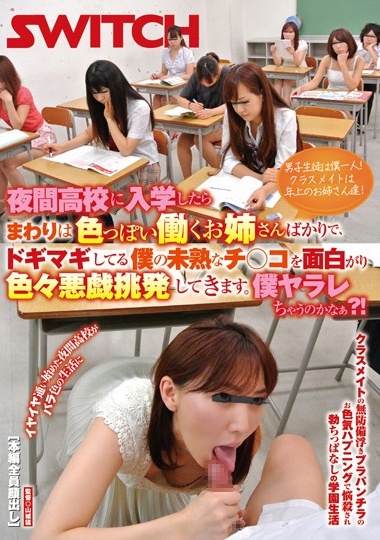 SWITCH
男子生徒は僕一人！
クラスメイトは
年上のお姉さん達！
夜間高校に入学したら
まわりは色っぽい働くお姉さんばかりで、
ドギマギしてる僕の未熟なチ◯コを面白がり
色々悪戯挑発してきます。僕ヤラレ
ちゃうのかなぁ?!
イヤイヤ通い始めた夜間高校が
バラ色の生活に
クラスメイトの無防備浮きブラパンチラの
お色気ハプニングで悩殺され
勃ちっぱなしの学園生活
【本編全員顔出し】